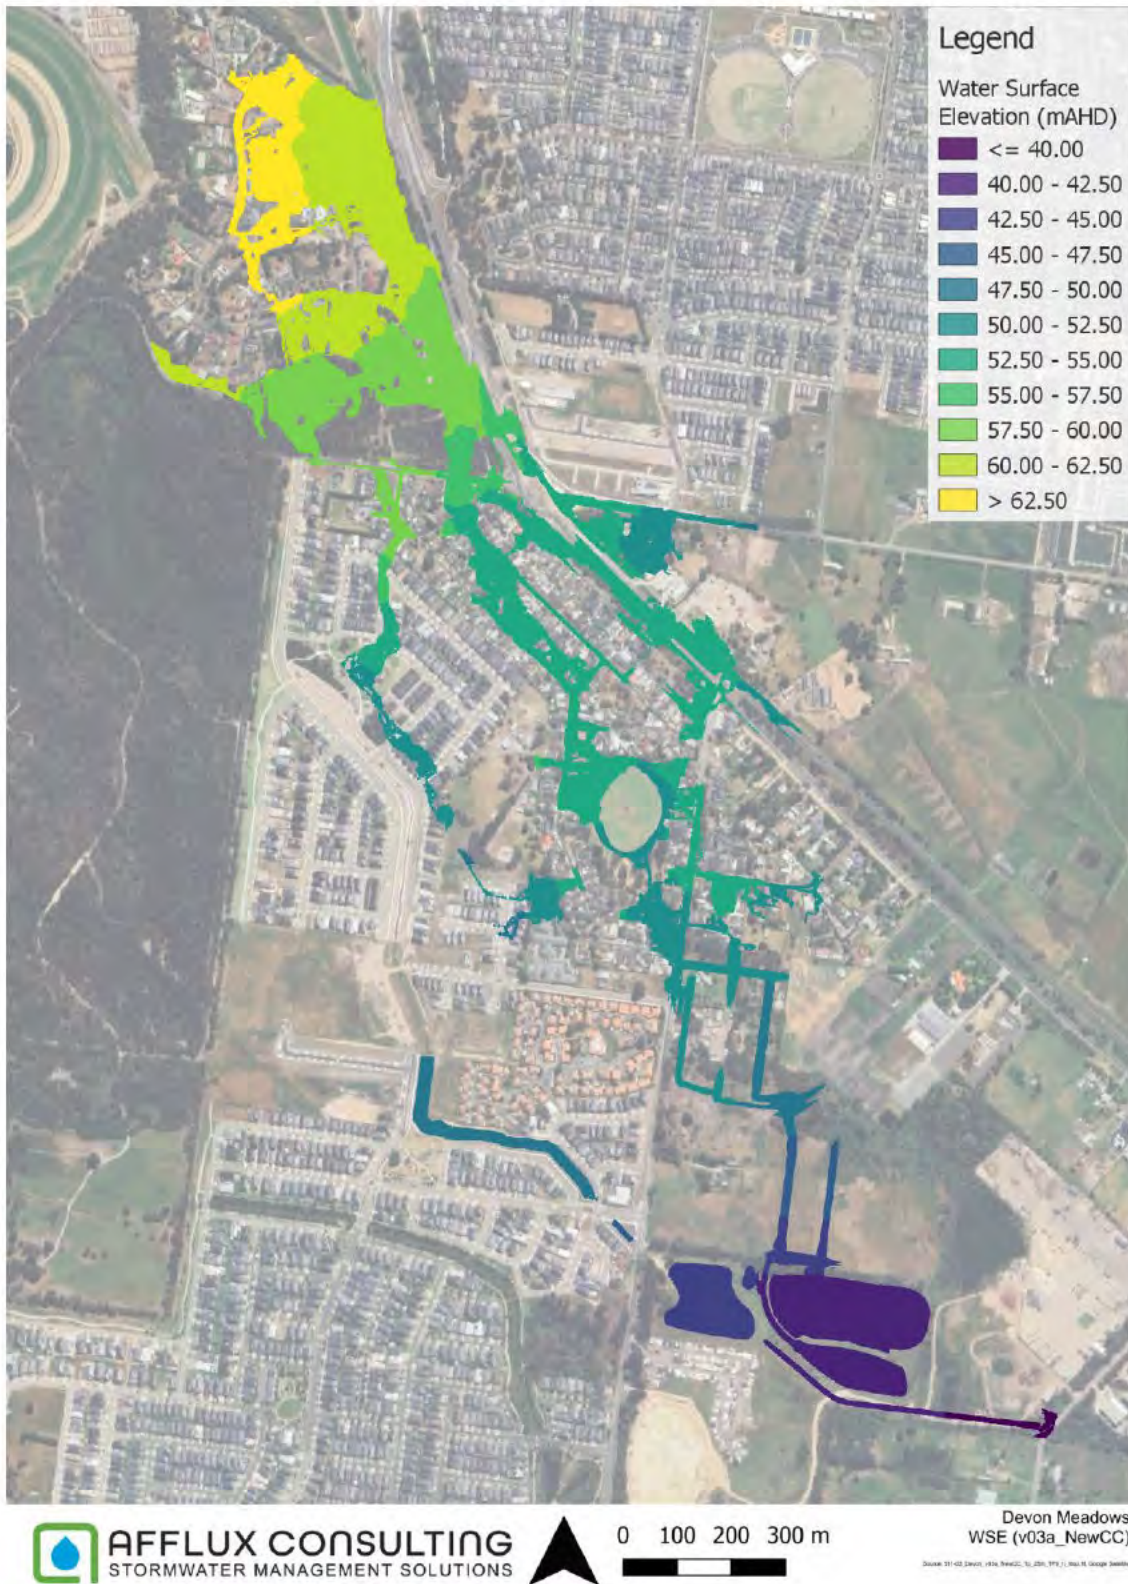 Legend
Water Surface
Elevation (mAHD)
<= 40.00
40.00 - 42.50
42.50 - 45.00
45.00 - 47.50
47.50 - 50.00
50.00 - 52.50
52.50 - 55.00
55.00 - 57.50
57.50 - 60.00
60.00 - 62.50
> 62.50
AFFLUX CONSULTING
STORMWATER MANAGEMENT SOLUTIONS
0 100 200 300 m
Devon Meadows
WSE (v03a_NewCC)